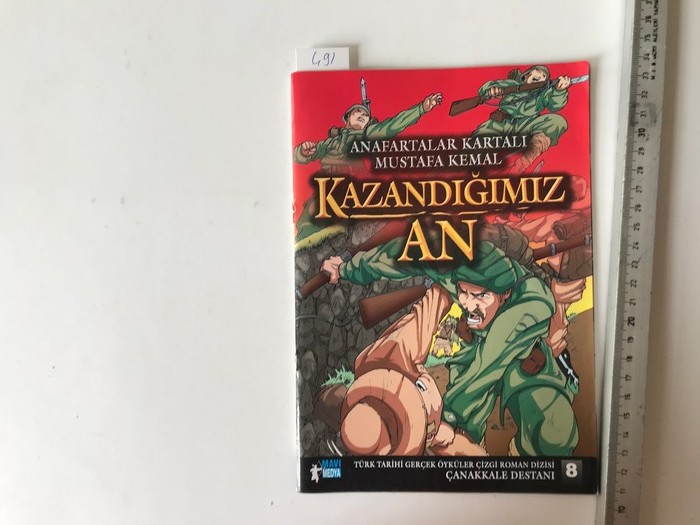 491
ANAFARTALAR KARTALI
MUSTAFA KEMAL
KAZANDIĞIMIZ
AN
MAVİ
MEDYA
TÜRK TARİHİ GERÇEK ÖYKÜLER ÇİZGİ ROMAN DİZİSİ
ÇANAKKALE DESTANI
8